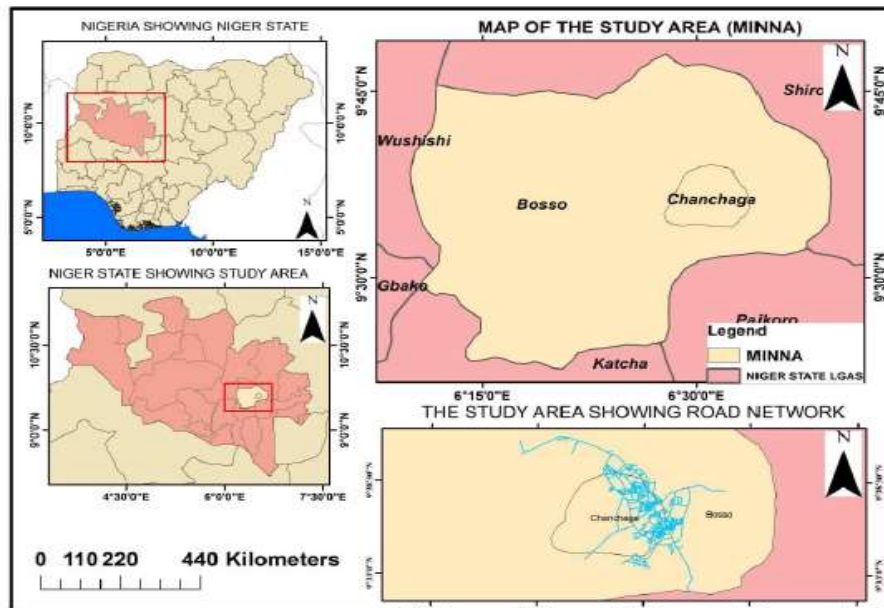 NIGERIA SHOWING NIGER STATE
N
10°0'0"N
5°0'0"N
10°0'0"N
5°0'0"N
5°0'0"E
10°0'0"E
15°0'0"E
NIGER STATE SHOWING STUDY AREA
N
10°30'0"N
9°0'0"N
10°30'0"N
9°0'0"N
4°30'0"E
6°0'0"E
7°30'0"E
0 110 220 440 Kilometers
MAP OF THE STUDY AREA (MINNA)
N
9°45'0"N
9°30'0"N
9°45'0"N
9°30'0"N
Shiro
Wushishi
Bosso
Chanchaga
Gbako
Paikoro
Katcha
Legend
MINNA
NIGER STATE LGAS
6°15'0"E
6°30'0"E
THE STUDY AREA SHOWING ROAD NETWORK
N
Chanchaga
Bosso